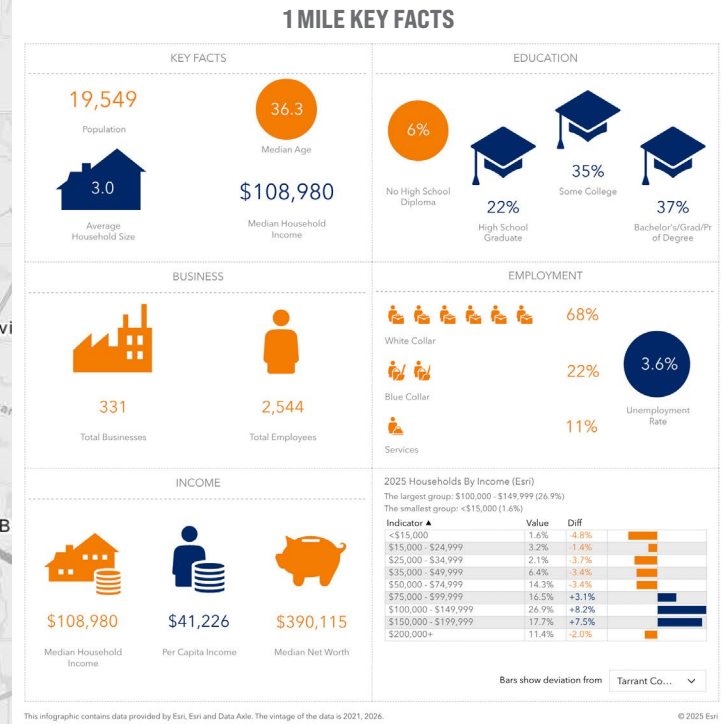 1 MILE KEY FACTS
KEY FACTS
19,549
Population
36.3
Median Age
3.0
Average
Household Size
$108,980
Median Household
Income
EDUCATION
6%
No High School
Diploma
22%
High School
Graduate
35%
Some College
37%
Bachelor's/Grad/Pr
of Degree
BUSINESS
331
Total Businesses
2,544
Total Employees
EMPLOYMENT
68%
White Collar
22%
Blue Collar
11%
Services
3.6%
Unemployment
Rate
INCOME
$108,980
Median Household
Income
$41,226
Per Capita Income
$390,115
Median Net Worth
2025 Households By Income (Esri)
The largest group: $100,000 - $149,999 (26.9%)
The smallest group: <$15,000 (1.6%)
Indicator ▲ Value Diff
<$15,000 1.6% -4.8%
$15,000 - $24,999 3.2% -1.4%
$25,000 - $34,999 2.1% -3.7%
$35,000 - $49,999 6.4% -3.4%
$50,000 - $74,999 14.3% -3.4%
$75,000 - $99,999 16.5% +3.1%
$100,000 - $149,999 26.9% +8.2%
$150,000 - $199,999 17.7% +7.5%
$200,000+ 11.4% -2.0%
Bars show deviation from Tarrant Co...
This infographic contains data provided by Esri, Esri and Data Axle. The vintage of the data is 2021, 2026.
© 2025 Esri
vi
B